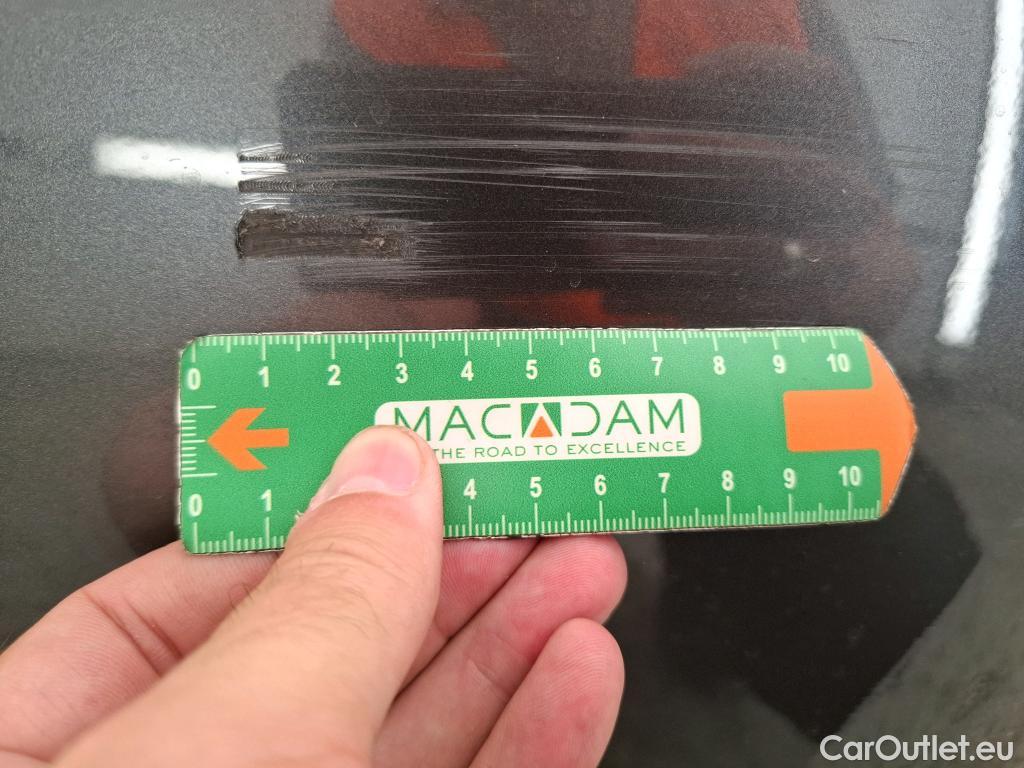 0 1 2 3 4 5 6 7 8 9 10
MACADAM
THE ROAD TO EXCELLENCE
0 1 4 5 6 7 8 9 10
CarOutlet.eu